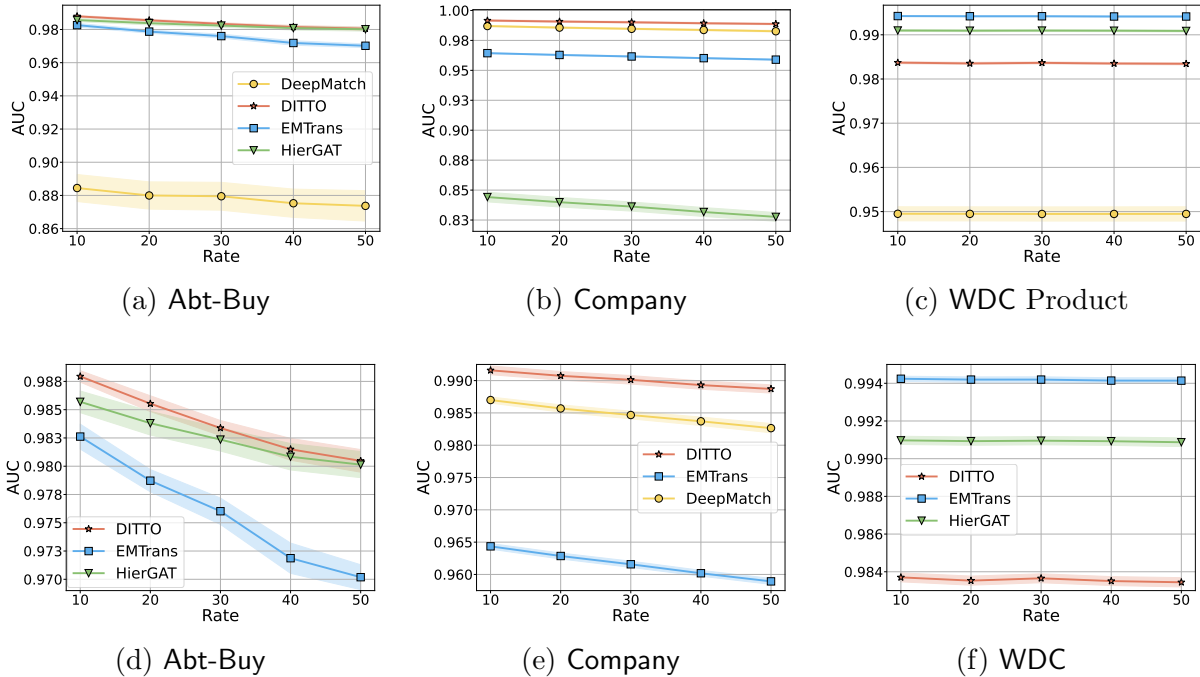 0.98
0.96
0.94
0.92
0.90
0.88
0.86
AUC
10 20 30 40 50
Rate
DeepMatch
DITTO
EMTrans
HierGAT
(a) Abt-Buy
1.00
0.98
0.95
0.93
0.90
0.88
0.85
0.83
AUC
10 20 30 40 50
Rate
(b) Company
0.99
0.98
0.97
0.96
0.95
AUC
10 20 30 40 50
Rate
(c) WDC Product
0.988
0.985
0.983
0.980
0.978
0.975
0.973
0.970
AUC
10 20 30 40 50
Rate
DITTO
EMTrans
HierGAT
(d) Abt-Buy
0.990
0.985
0.980
0.975
0.970
0.965
0.960
AUC
10 20 30 40 50
Rate
DITTO
EMTrans
DeepMatch
(e) Company
0.994
0.992
0.991
0.990
0.988
0.986
0.984
AUC
10 20 30 40 50
Rate
DITTO
EMTrans
HierGAT
(f) WDC